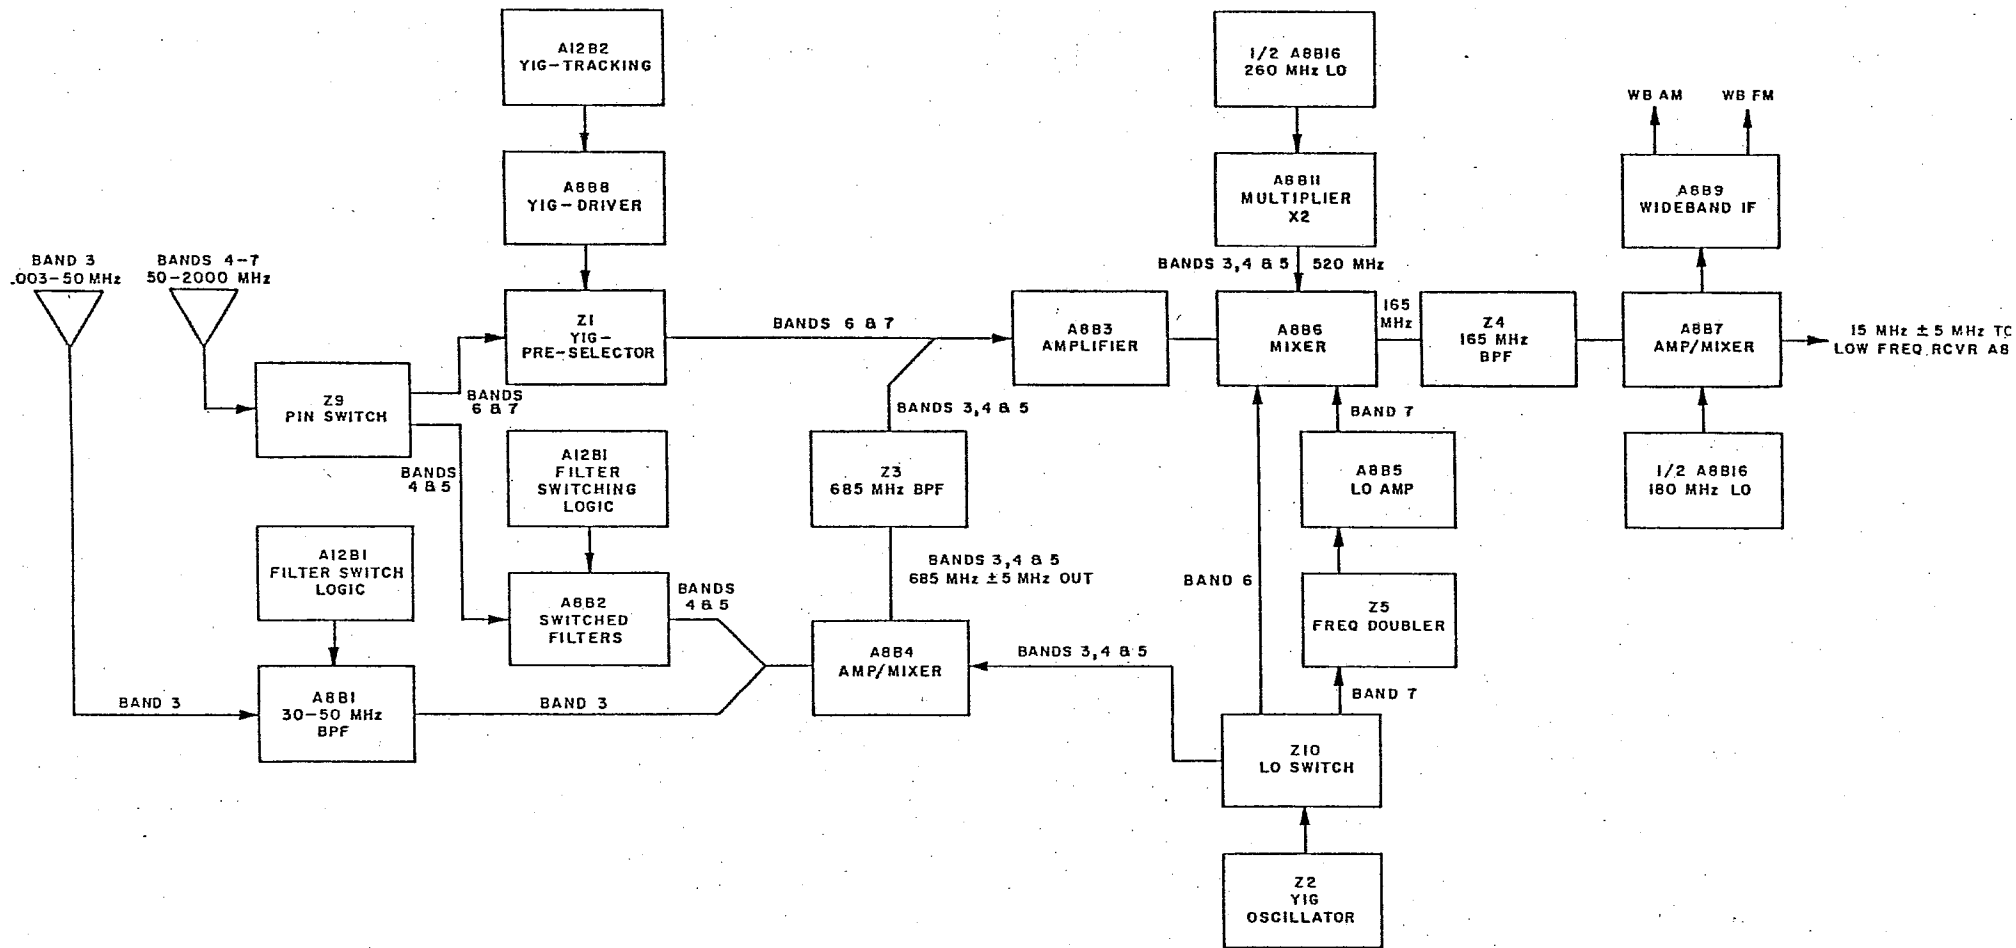 A12B2
YIG-TRACKING
1/2 A8B16
260 MHz LO
WB AM
WB FM
A8B8
YIG-DRIVER
A8B11
MULTIPLIER
X2
A8B9
WIDEBAND IF
BAND 3
.003-50 MHz
BANDS 4-7
50-2000 MHz
BANDS 3,4 & 5
520 MHz
Z1
YIG-
PRE-SELECTOR
BANDS 6 & 7
A8B3
AMPLIFIER
A8B6
MIXER
165
MHz
Z4
165 MHz
BPF
A8B7
AMP/MIXER
15 MHz ± 5 MHz TO
LOW FREQ RCVR A8
Z9
PIN SWITCH
BANDS
6 & 7
BANDS 3,4 & 5
BAND 7
BANDS
4 & 5
A12B1
FILTER
SWITCHING
LOGIC
Z3
685 MHz BPF
A8B5
LO AMP
1/2 A8B16
180 MHz LO
A12B1
FILTER SWITCH
LOGIC
BANDS 3,4 & 5
685 MHz ± 5 MHz OUT
BAND 6
A8B2
SWITCHED
FILTERS
BANDS
4 & 5
Z5
FREQ DOUBLER
A8B4
AMP/MIXER
BANDS 3,4 & 5
BAND 7
BAND 3
A8B1
30-50 MHz
BPF
BAND 3
Z10
LO SWITCH
Z2
YIG
OSCILLATOR